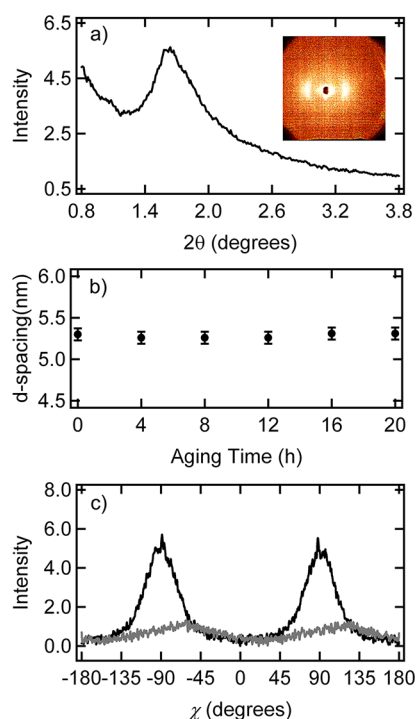 a)
6.5
4.5
2.5
0.5
Intensity
0.8 1.4 2.0 2.6 3.2 3.8
2θ (degrees)
b)
6.0
5.5
5.0
4.5
d-spacing(nm)
0 4 8 12 16 20
Aging Time (h)
c)
8.0
6.0
4.0
2.0
0.0
Intensity
-180 -135 -90 -45 0 45 90 135 180
χ (degrees)